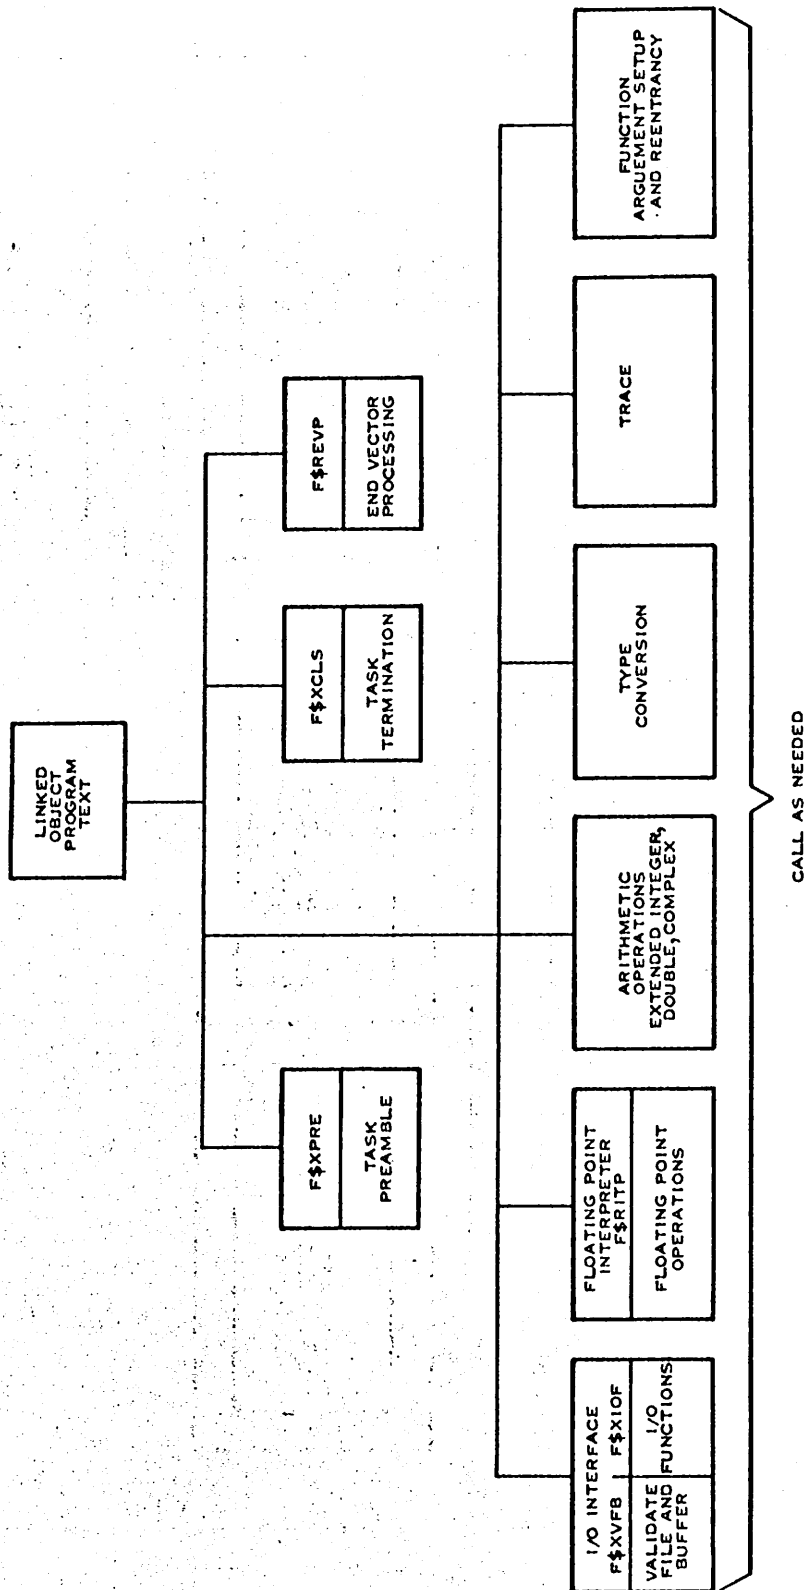 LINKED
OBJECT
PROGRAM
TEXT
F$XPRE
TASK
PREAMBLE
F$XCLS
TASK
TERMINATION
F$REVP
END VECTOR
PROCESSING
I/O INTERFACE
F$XVFB
F$XIOF
VALIDATE
FILE AND
BUFFER
I/O
FUNCTIONS
FLOATING POINT
INTERPRETER
F$RITP
FLOATING POINT
OPERATIONS
ARITHMETIC
OPERATIONS
EXTENDED INTEGER,
DOUBLE, COMPLEX
TYPE
CONVERSION
TRACE
FUNCTION
ARGUEMENT SETUP
AND REENTRANCY
CALL AS NEEDED